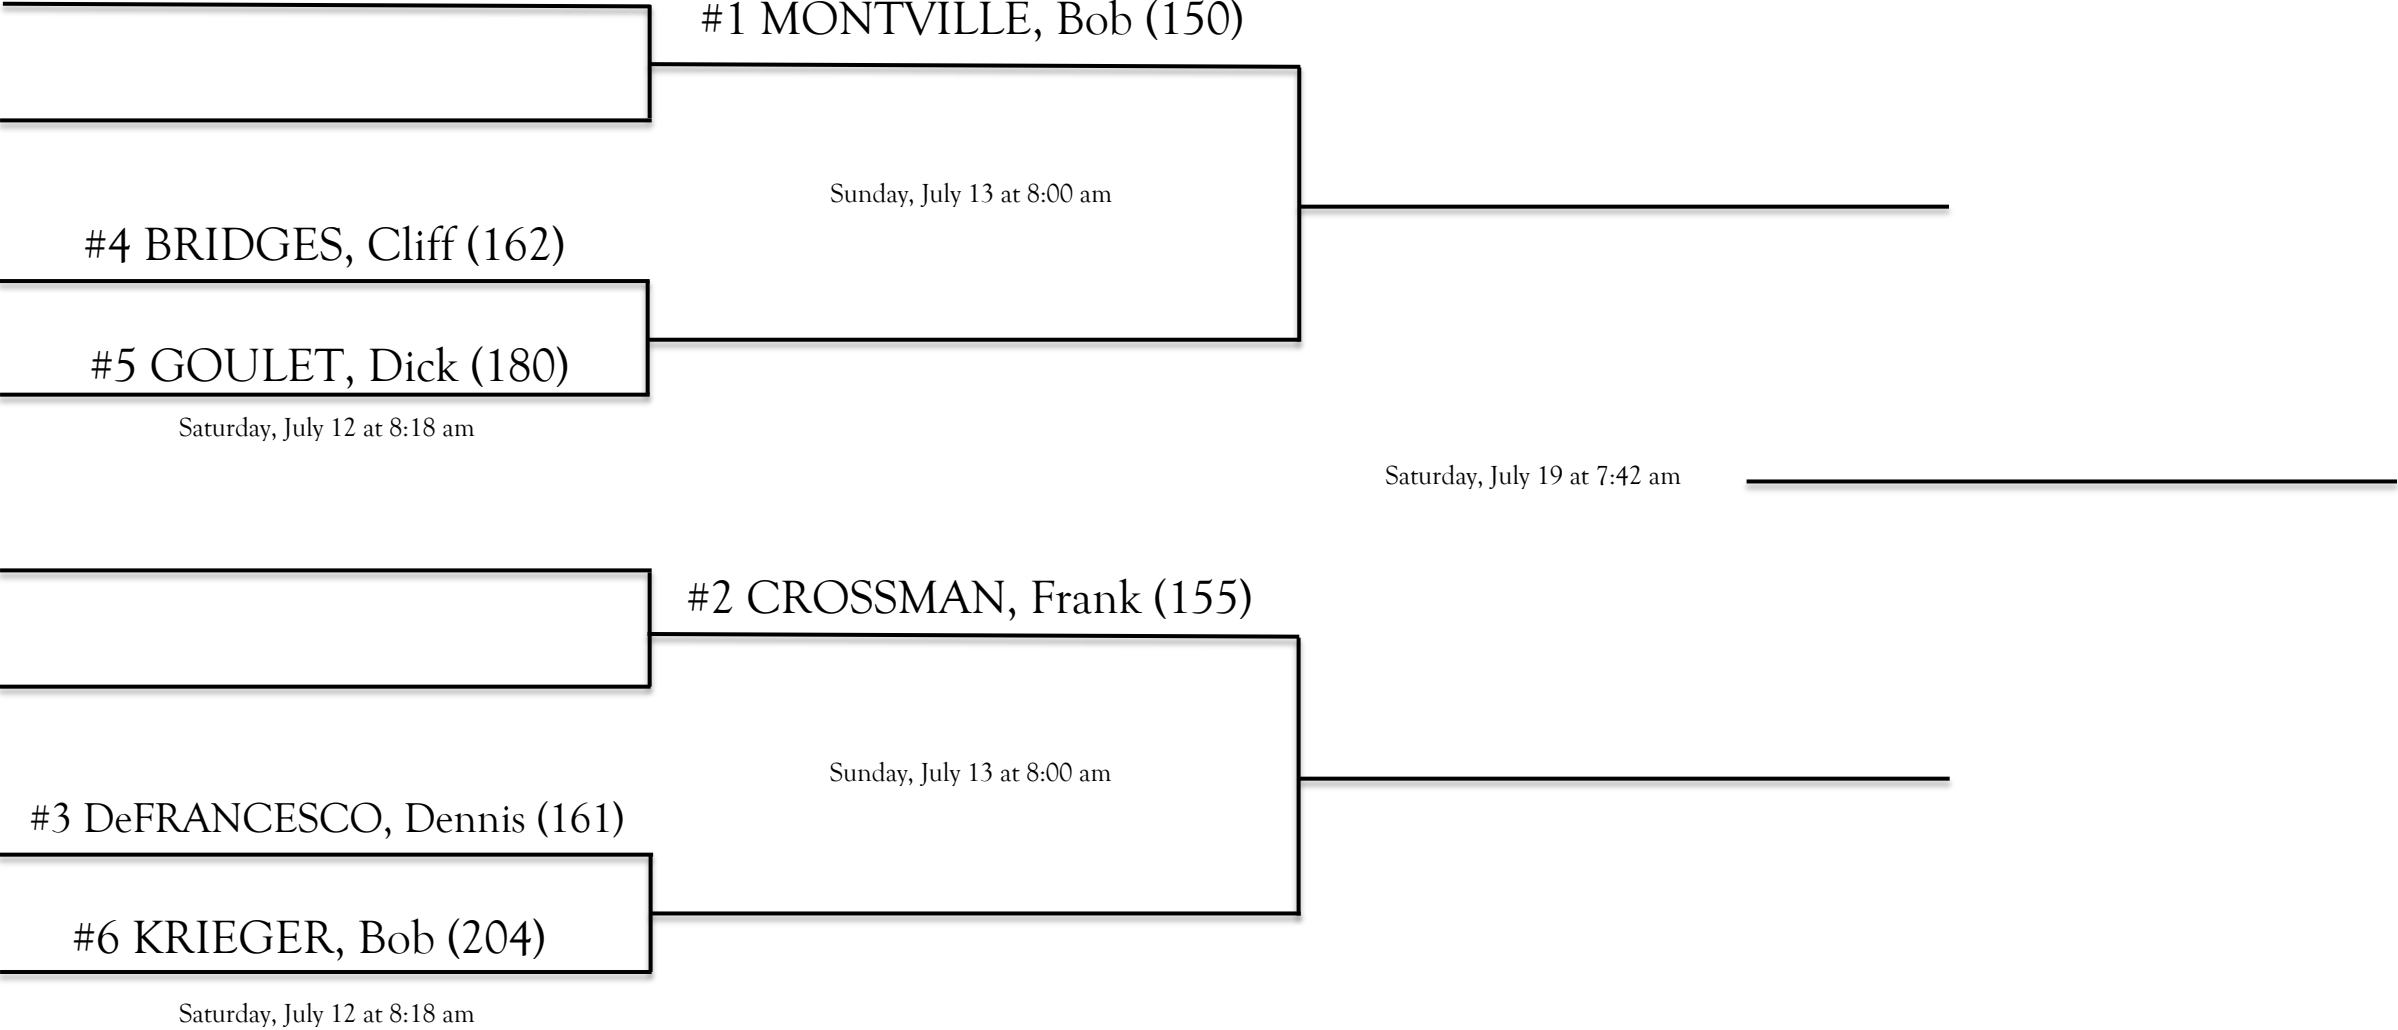 #1 MONTVILLE, Bob (150)
Sunday, July 13 at 8:00 am
#4 BRIDGES, Cliff (162)
#5 GOULET, Dick (180)
Saturday, July 12 at 8:18 am
Saturday, July 19 at 7:42 am
#2 CROSSMAN, Frank (155)
Sunday, July 13 at 8:00 am
#3 DeFRANCESCO, Dennis (161)
#6 KRIEGER, Bob (204)
Saturday, July 12 at 8:18 am